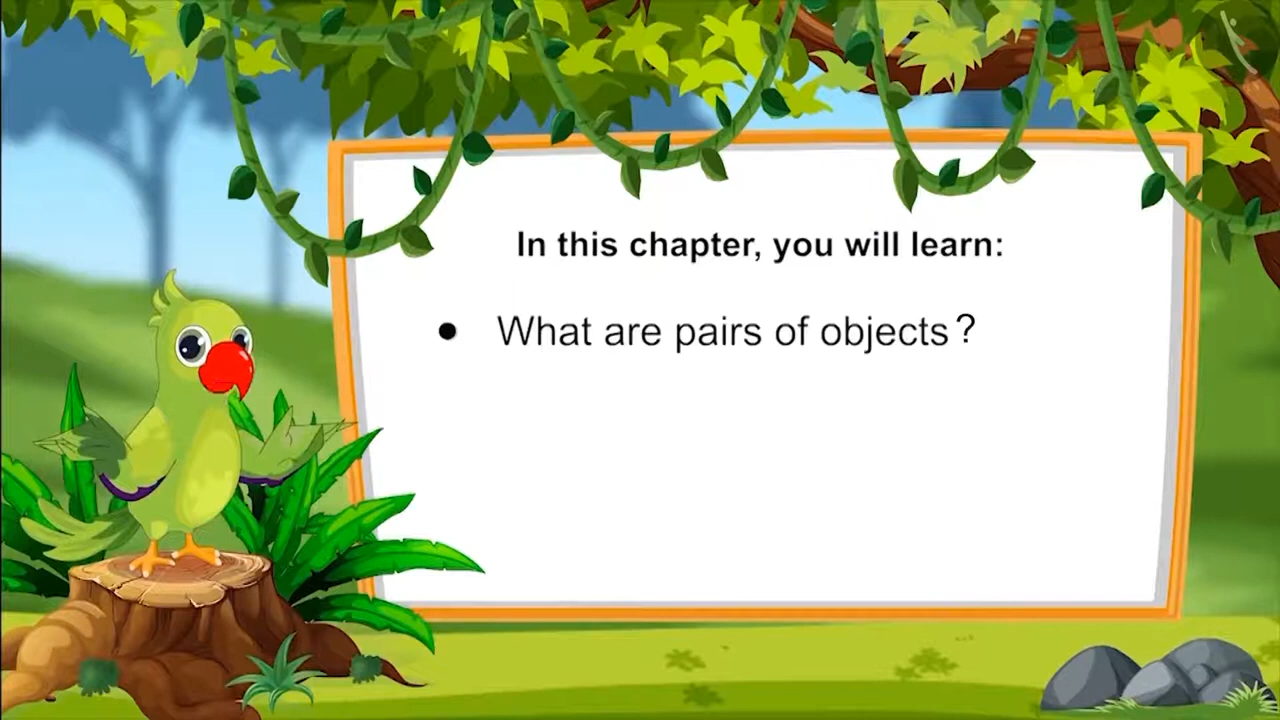 In this chapter, you will learn:
● What are pairs of objects?